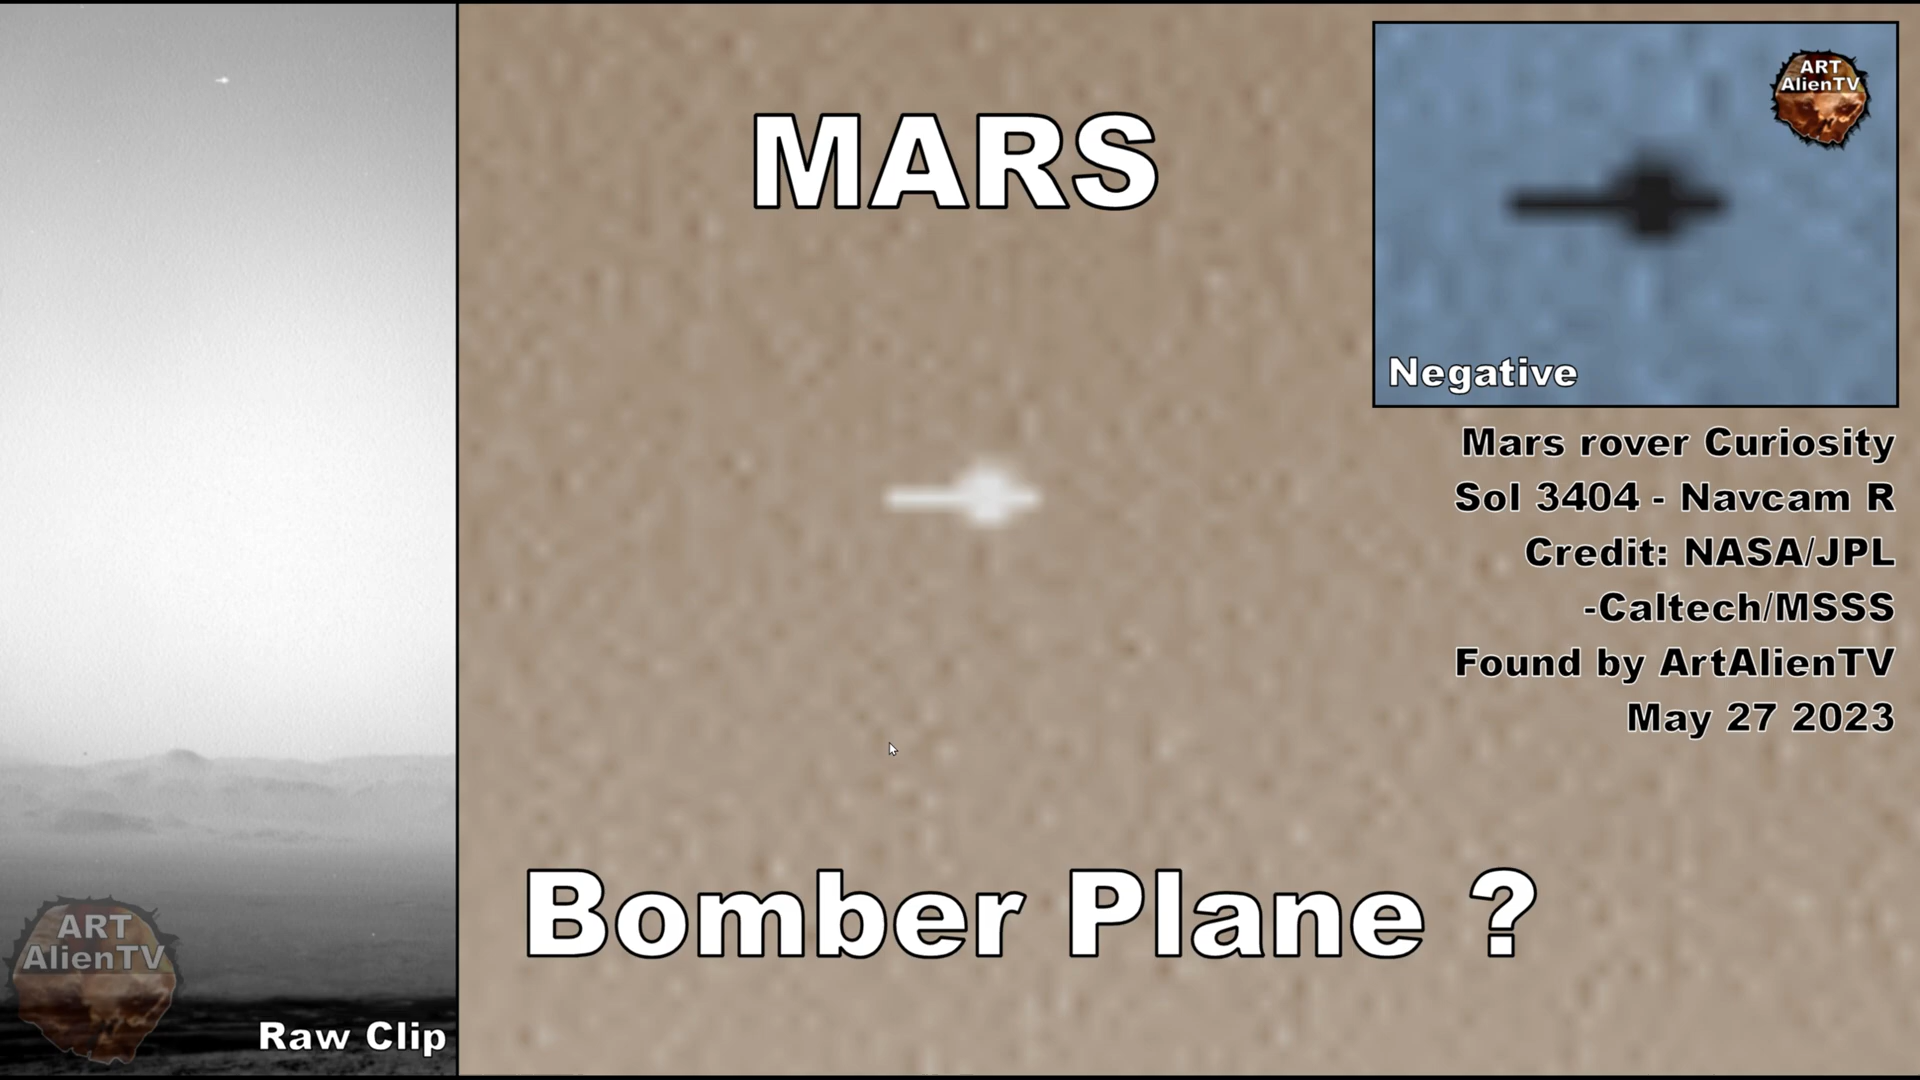 MARS
ART
AlienTV
Negative
Mars rover Curiosity
Sol 3404 - Navcam R
Credit: NASA/JPL
-Caltech/MSSS
Found by ArtAlienTV
May 27 2023
Bomber Plane ?
ART
AlienTV
Raw Clip